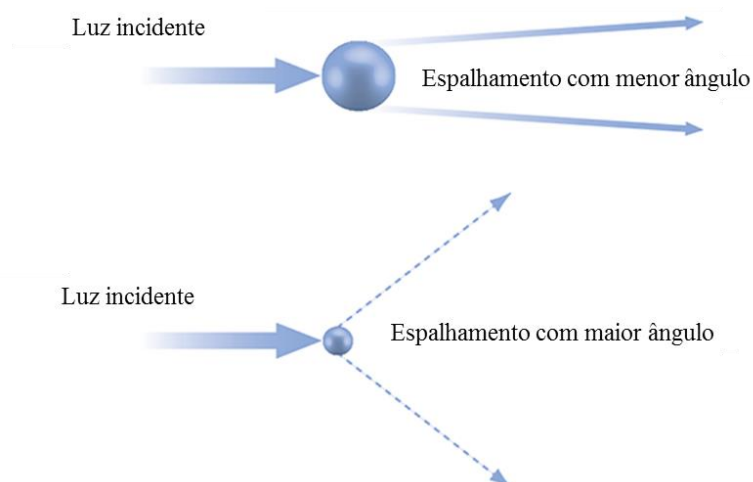 Luz incidente
Espalhamento com menor ângulo
Luz incidente
Espalhamento com maior ângulo